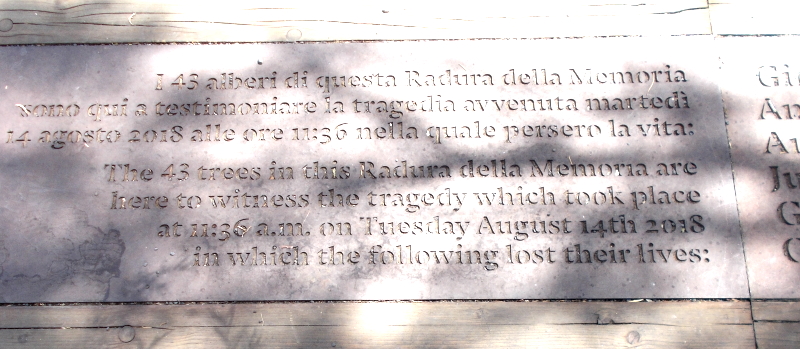 I 43 alberi di questa Radura della Memoria
sono qui a testimoniare la tragedia avvenuta martedì
14 agosto 2018 alle ore 11:36 nella quale persero la vita:
The 43 trees in this Radura della Memoria are
here to witness the tragedy which took place
at 11:36 a.m. on Tuesday August 14th 2018
in which the following lost their lives: